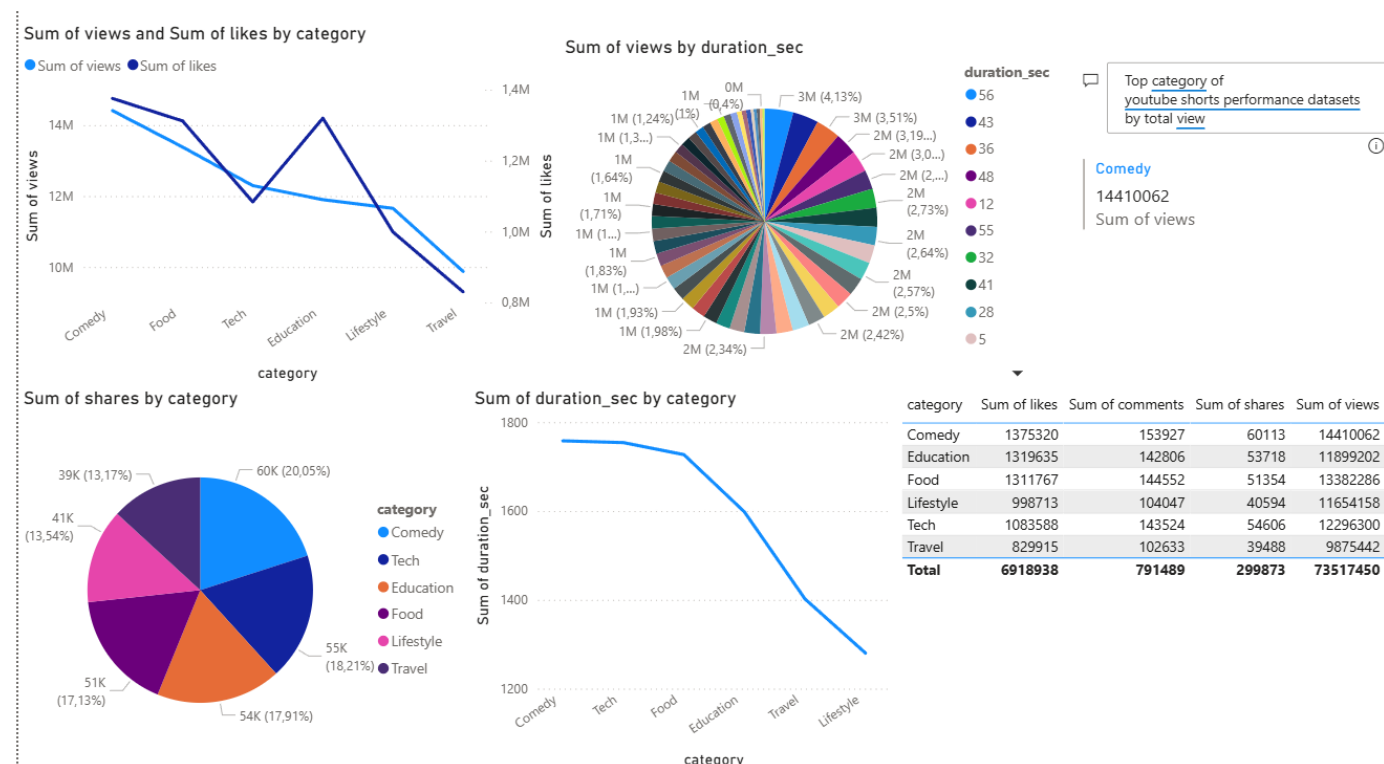 Sum of views and Sum of likes by category
Sum of views Sum of likes
Sum of views
14M
12M
10M
1,4M
1,2M
1,0M
0,8M
Sum of likes
Comedy
Food
Tech
Education
Lifestyle
Travel
category
Sum of views by duration_sec
0M
3M (4,13%)
3M (3,51%)
2M (3,19...)
2M (3,0...)
2M (2,...)
2M
(2,73%)
2M
(2,64%)
2M
(2,57%)
2M (2,5%)
2M (2,42%)
2M (2,34%)
1M (1,98%)
1M (1,93%)
1M (1,...)
1M
(1,83%)
1M (1...)
1M
(1,71%)
1M
(1,64%)
1M (1,3...)
1M (1,24%)
(1%)
1M
(0,4%)
duration_sec
56
43
36
48
12
55
32
41
28
5
Top category of
youtube shorts performance datasets
by total view
Comedy
14410062
Sum of views
Sum of shares by category
60K (20,05%)
55K
(18,21%)
54K (17,91%)
51K
(17,13%)
41K
(13,54%)
39K (13,17%)
category
Comedy
Tech
Education
Food
Lifestyle
Travel
Sum of duration_sec by category
Sum of duration_sec
1800
1600
1400
1200
Comedy
Tech
Food
Education
Travel
Lifestyle
category
category Sum of likes Sum of comments Sum of shares Sum of views
Comedy 1375320 153927 60113 14410062
Education 1319635 142806 53718 11899202
Food 1311767 144552 51354 13382286
Lifestyle 998713 104047 40594 11654158
Tech 1083588 143524 54606 12296300
Travel 829915 102633 39488 9875442
Total 6918938 791489 299873 73517450